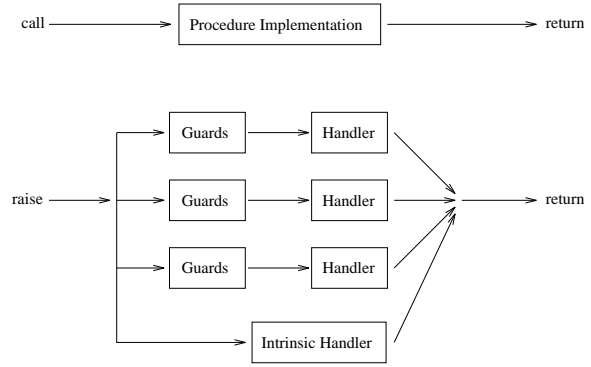 call Procedure Implementation return
Guards Handler
raise Guards Handler return
Guards Handler
Intrinsic Handler